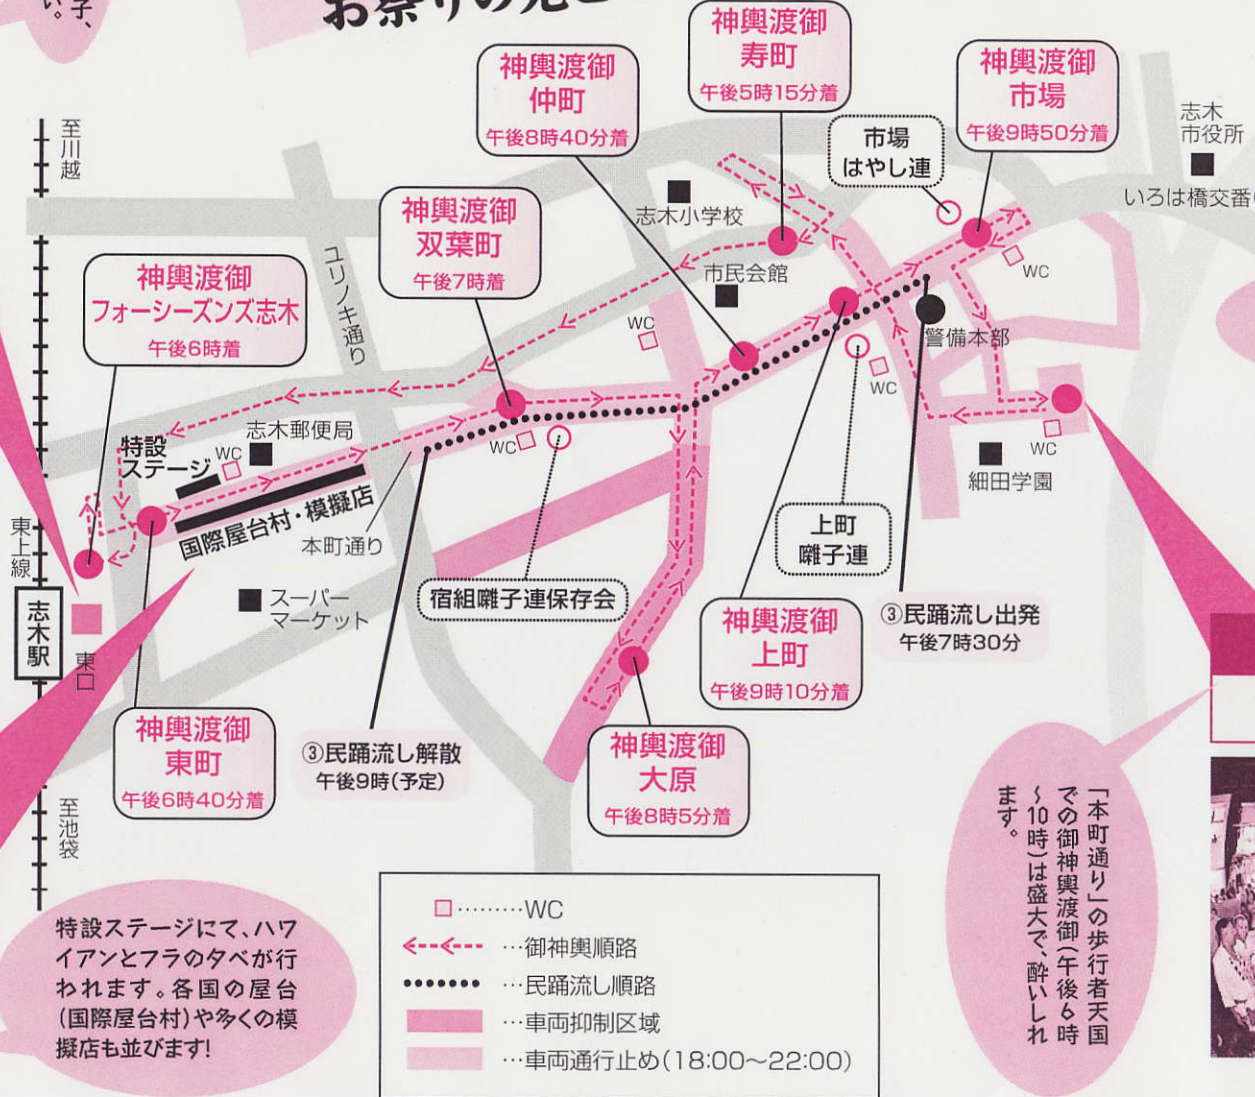 子、
い。
お祭りの見ど
神輿渡御
寿町
午後5時15分着
神輿渡御
仲町
午後8時40分着
神輿渡御
市場
午後9時50分着
市場
はやし連
志木
市役所
いろは橋交番
至川越
志木小学校
神輿渡御
双葉町
午後7時着
ユリノキ通り
市民会館
WC
神輿渡御
フォーシーズンズ志木
午後6時着
WC
警備本部
WC
特設
ステージ
WC
志木郵便局
WC
WC
細田学園
国際屋台村・模擬店
本町通り
東上線
上町
囃子連
宿組囃子連保存会
スーパー
マーケット
志木駅
東口
神輿渡御
上町
午後9時10分着
③民踊流し出発
午後7時30分
神輿渡御
東町
午後6時40分着
③民踊流し解散
午後9時(予定)
神輿渡御
大原
午後8時5分着
至池袋
「本町通り」の歩行者天国
での御神輿渡御(午後6時
~10時)は盛大で、酔いしれ
ます。
特設ステージにて、ハワ
イアンとフラの夕べが行
われます。各国の屋台
(国際屋台村)や多くの模
擬店も並びます!
□………WC
…御神輿順路
…民踊流し順路
…車両抑制区域
…車両通行止め(18:00〜22:00)